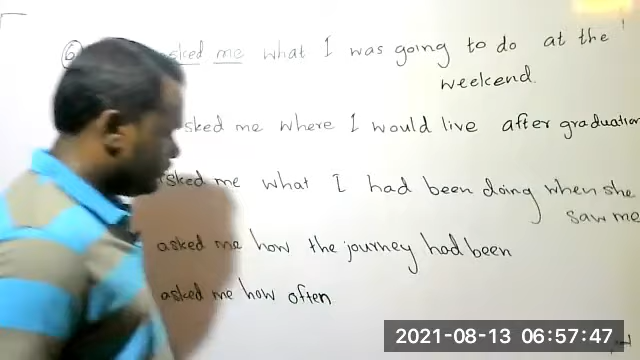 6 asked me what I was going to do at the
weekend.
asked me where I would live after graduation
asked me what I had been doing when she
saw me
asked me how the journey had been
asked me how often
2021-08-13 06:57:47